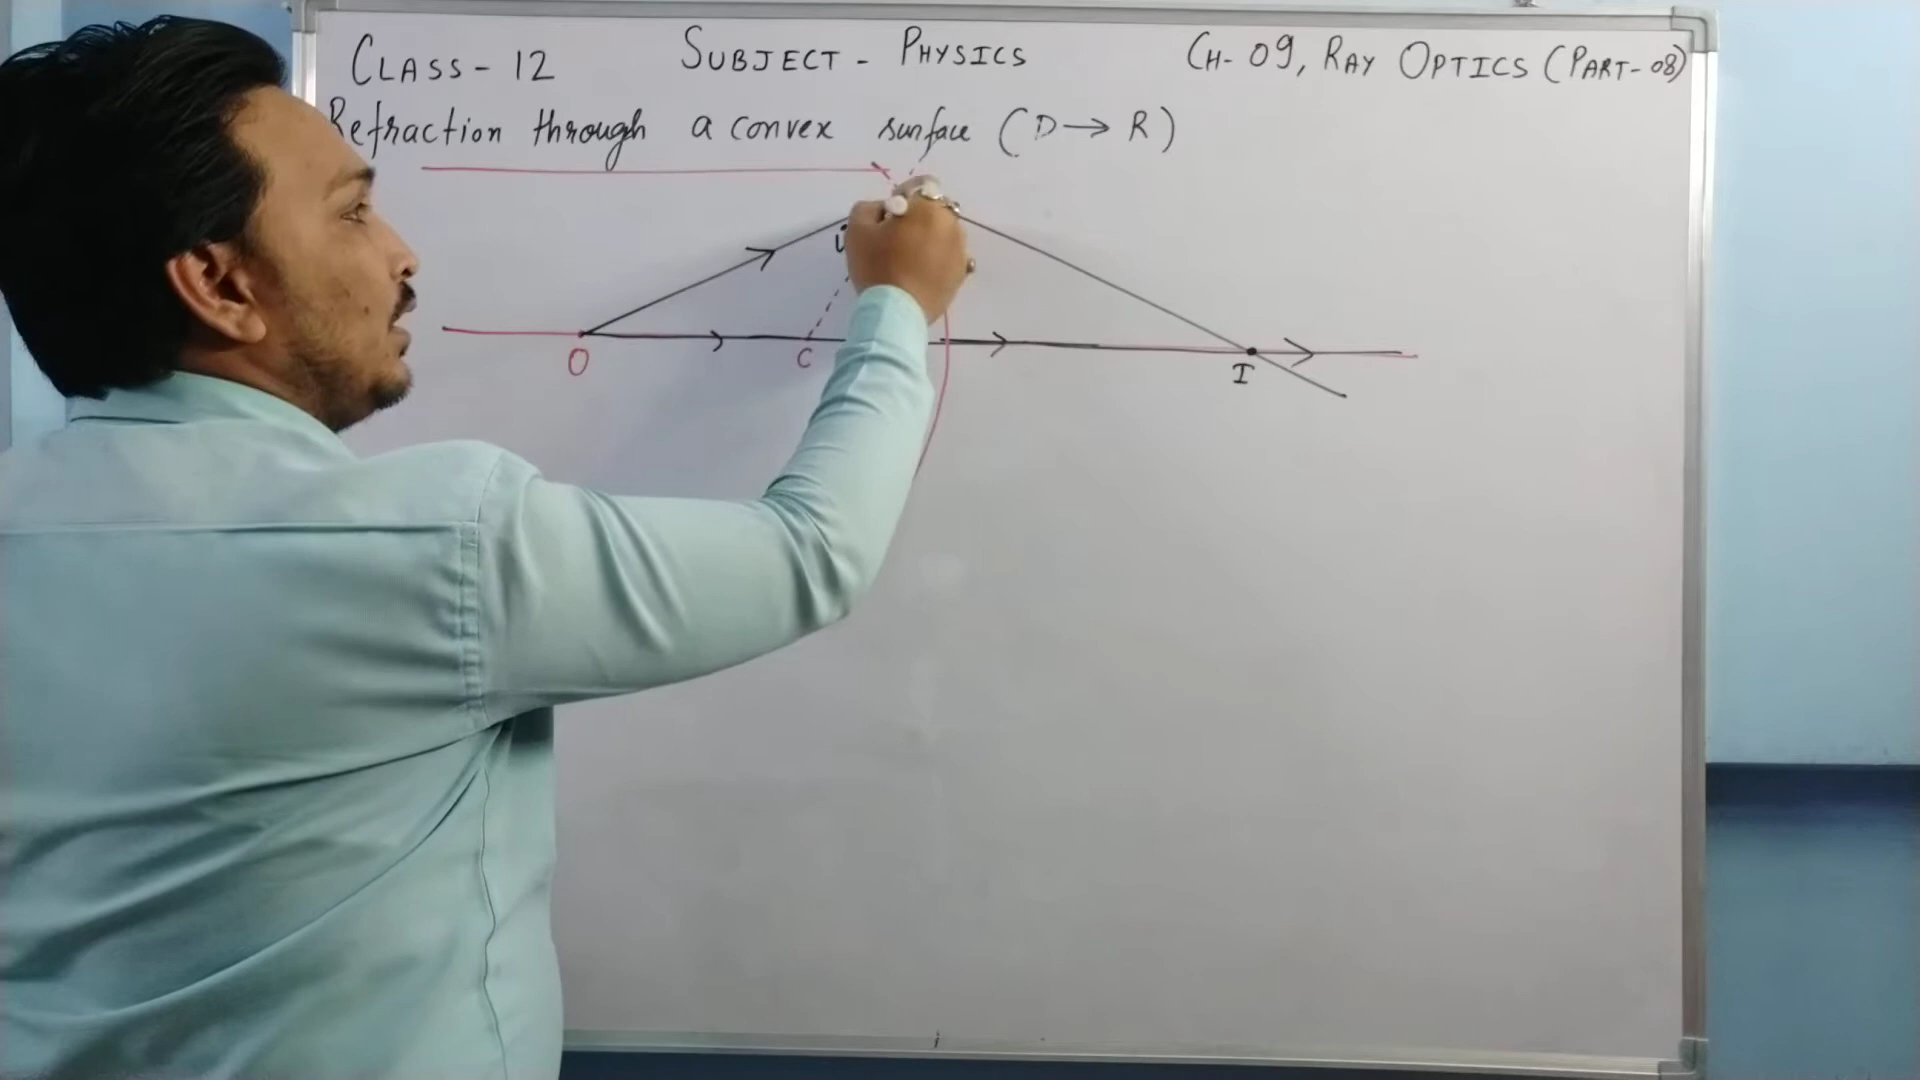 CLASS - 12 SUBJECT - PHYSICS CH- 09, RAY OPTICS (PART- 08)
Refraction through a convex surface (D → R)
i
O C I